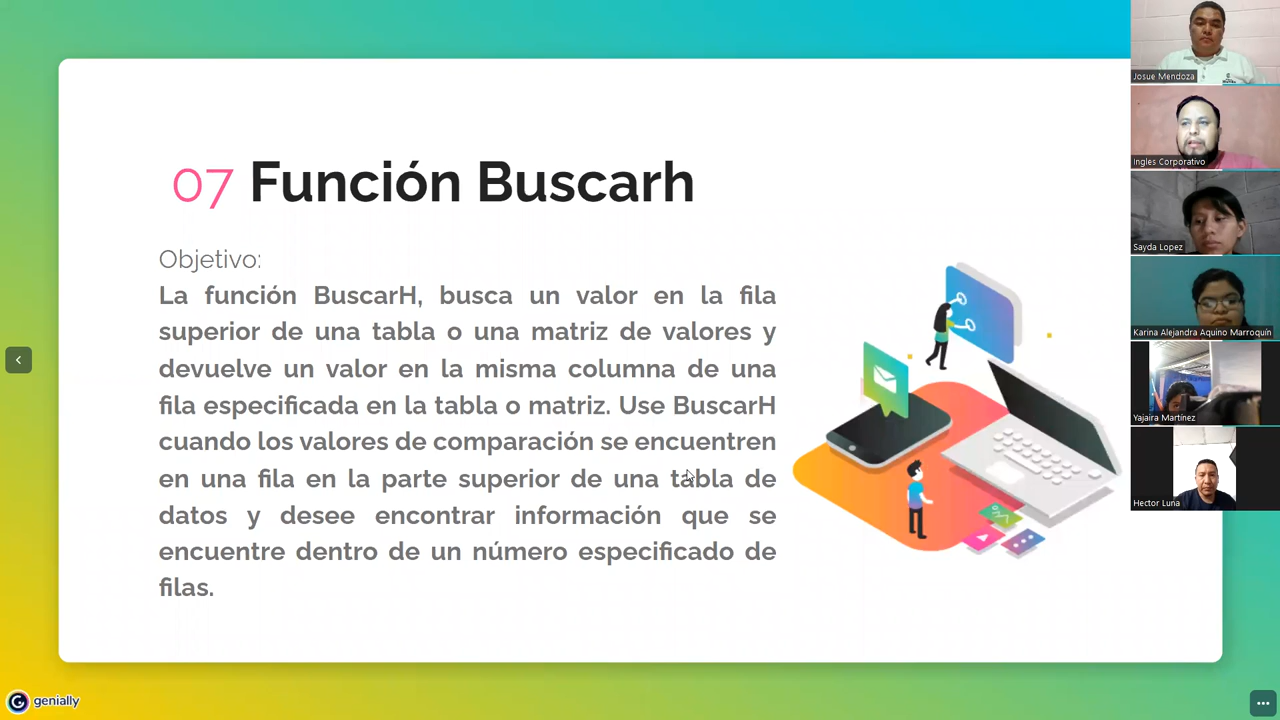 07 Función Buscarh
Objetivo:
La función BuscarH, busca un valor en la fila
superior de una tabla o una matriz de valores y
devuelve un valor en la misma columna de una
fila especificada en la tabla o matriz. Use BuscarH
cuando los valores de comparación se encuentren
en una fila en la parte superior de una tabla de
datos y desee encontrar información que se
encuentre dentro de un número especificado de
filas.
Josue Mendoza
Ingles Corporativo
Sayda Lopez
Karina Alejandra Aquino Marroquín
Yajaira Martínez
Hector Luna
genially